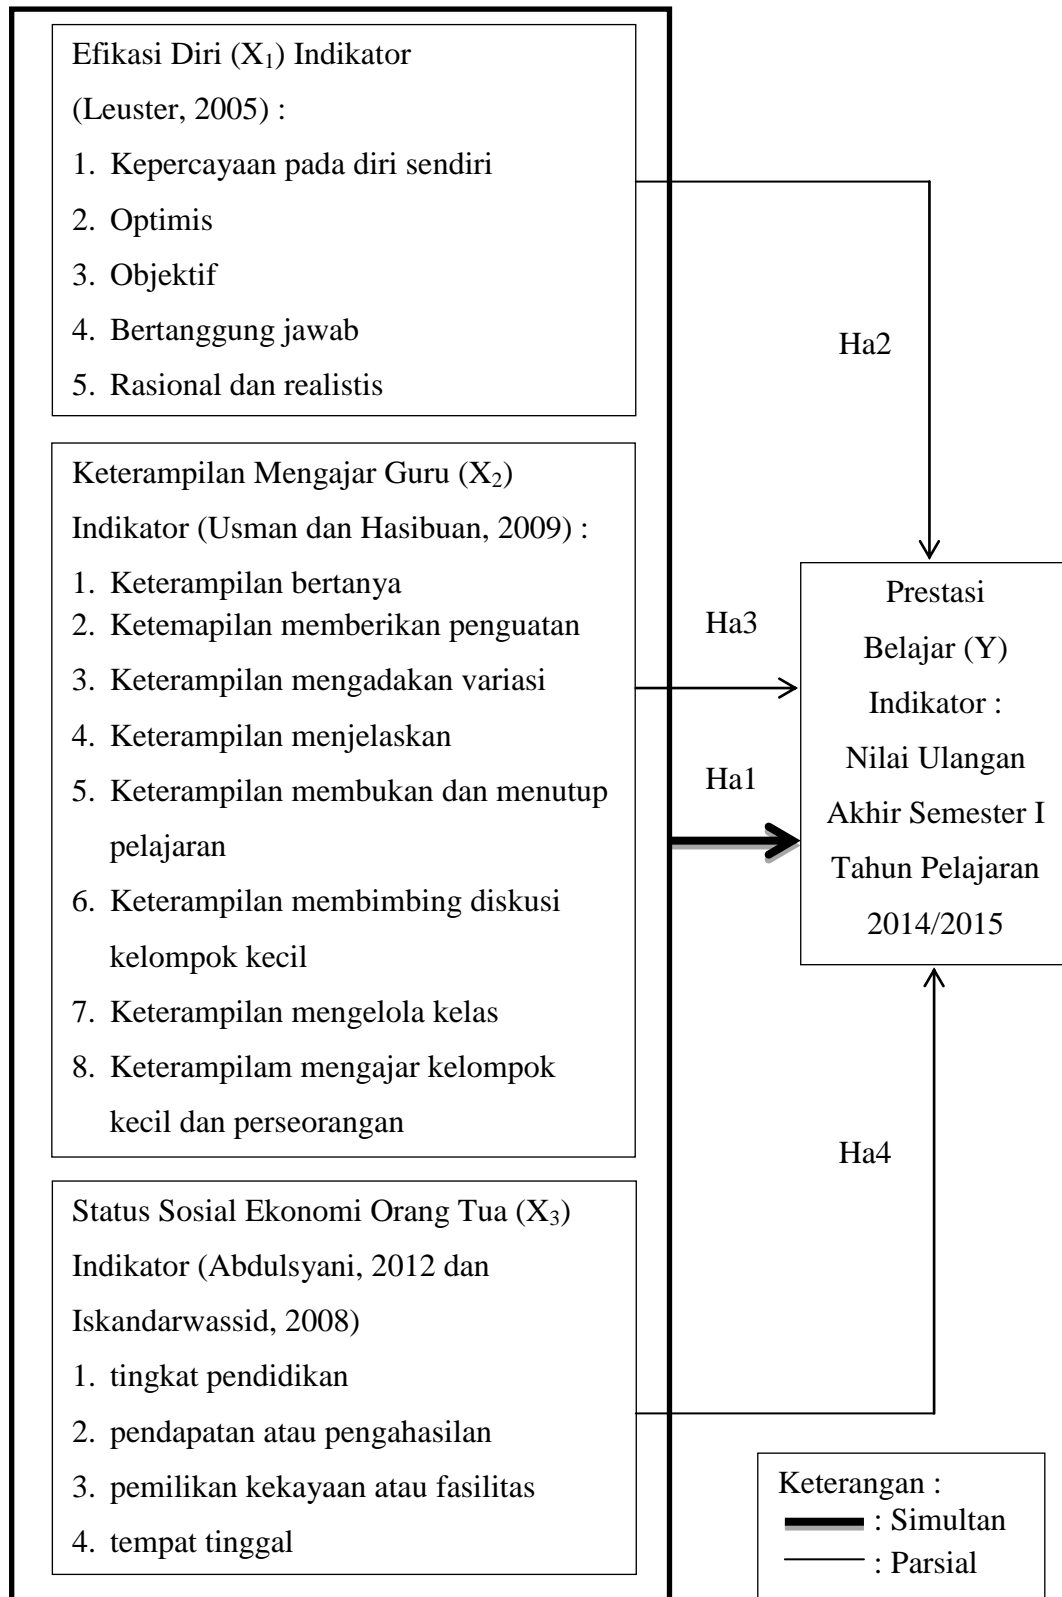 Efikasi Diri (X₁) Indikator
(Leuster, 2005) :
1. Kepercayaan pada diri sendiri
2. Optimis
3. Objektif
4. Bertanggung jawab
5. Rasional dan realistis
Ha2
Keterampilan Mengajar Guru (X₂)
Indikator (Usman dan Hasibuan, 2009) :
1. Keterampilan bertanya
2. Ketemapilan memberikan penguatan
3. Keterampilan mengadakan variasi
4. Keterampilan menjelaskan
5. Keterampilan membukan dan menutup
pelajaran
6. Keterampilan membimbing diskusi
kelompok kecil
7. Keterampilan mengelola kelas
8. Keterampilam mengajar kelompok
kecil dan perseorangan
Ha3
Ha1
Prestasi
Belajar (Y)
Indikator :
Nilai Ulangan
Akhir Semester I
Tahun Pelajaran
2014/2015
Ha4
Status Sosial Ekonomi Orang Tua (X₃)
Indikator (Abdulsyani, 2012 dan
Iskandarwassid, 2008)
1. tingkat pendidikan
2. pendapatan atau pengahasilan
3. pemilikan kekayaan atau fasilitas
4. tempat tinggal
Keterangan :
: Simultan
: Parsial